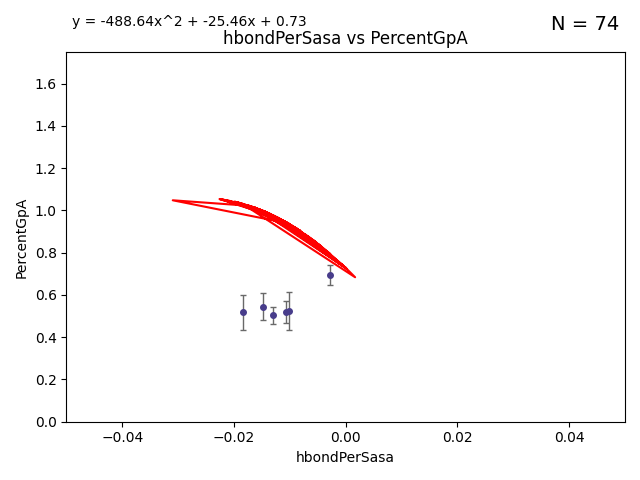 y = -488.64x^2 + -25.46x + 0.73
N = 74
hbondPerSasa vs PercentGpA
PercentGpA
1.6
1.4
1.2
1.0
0.8
0.6
0.4
0.2
0.0
−0.04
−0.02
0.00
0.02
0.04
hbondPerSasa